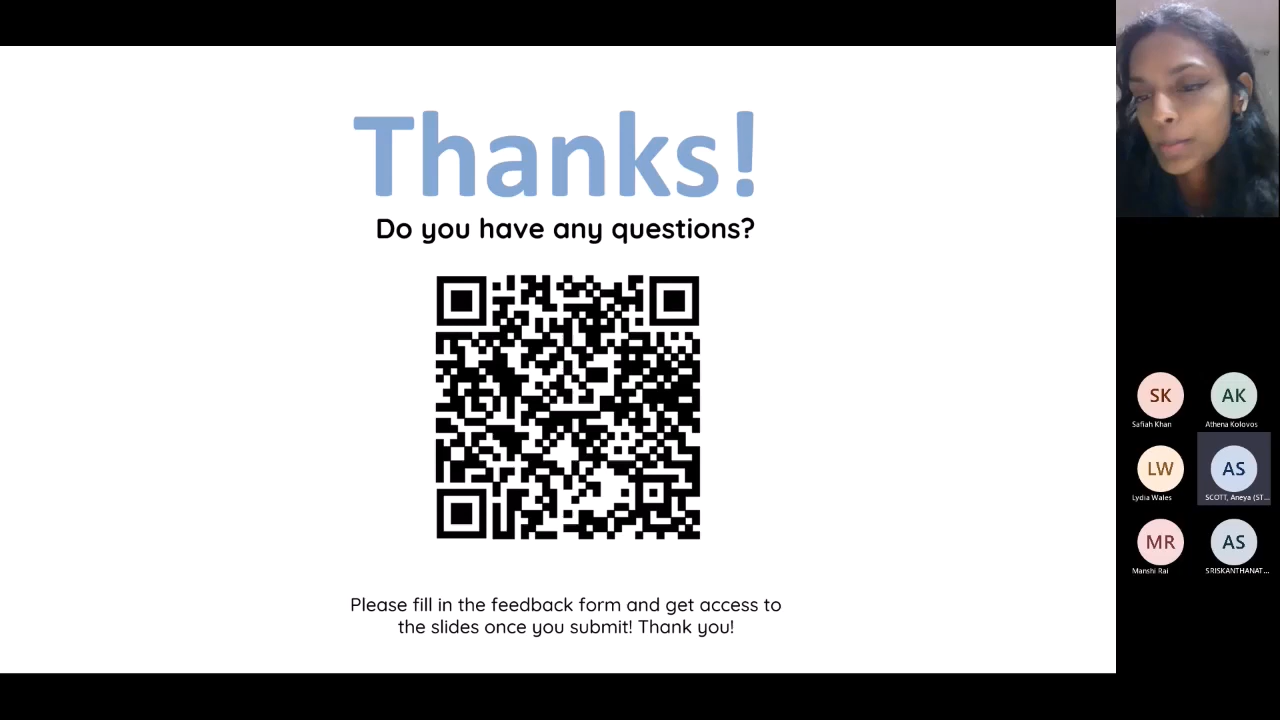 Thanks!
Do you have any questions?
Please fill in the feedback form and get access to
the slides once you submit! Thank you!
SK
AK
Safiah Khan
Athena Kolovos
LW
AS
Lydia Wales
SCOTT, Aneya (ST...
MR
AS
Manshi Rai
SRISKANTHANAT...